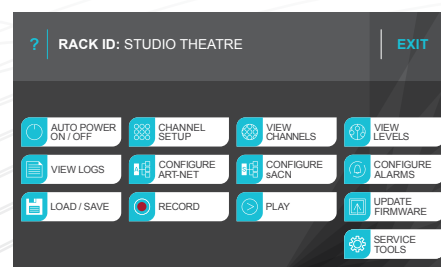 ? RACK ID: STUDIO THEATRE EXIT
AUTO POWER
ON / OFF
CHANNEL
SETUP
VIEW
CHANNELS
VIEW
LEVELS
VIEW LOGS
CONFIGURE
ART-NET
CONFIGURE
sACN
CONFIGURE
ALARMS
LOAD / SAVE
RECORD
PLAY
UPDATE
FIRMWARE
SERVICE
TOOLS